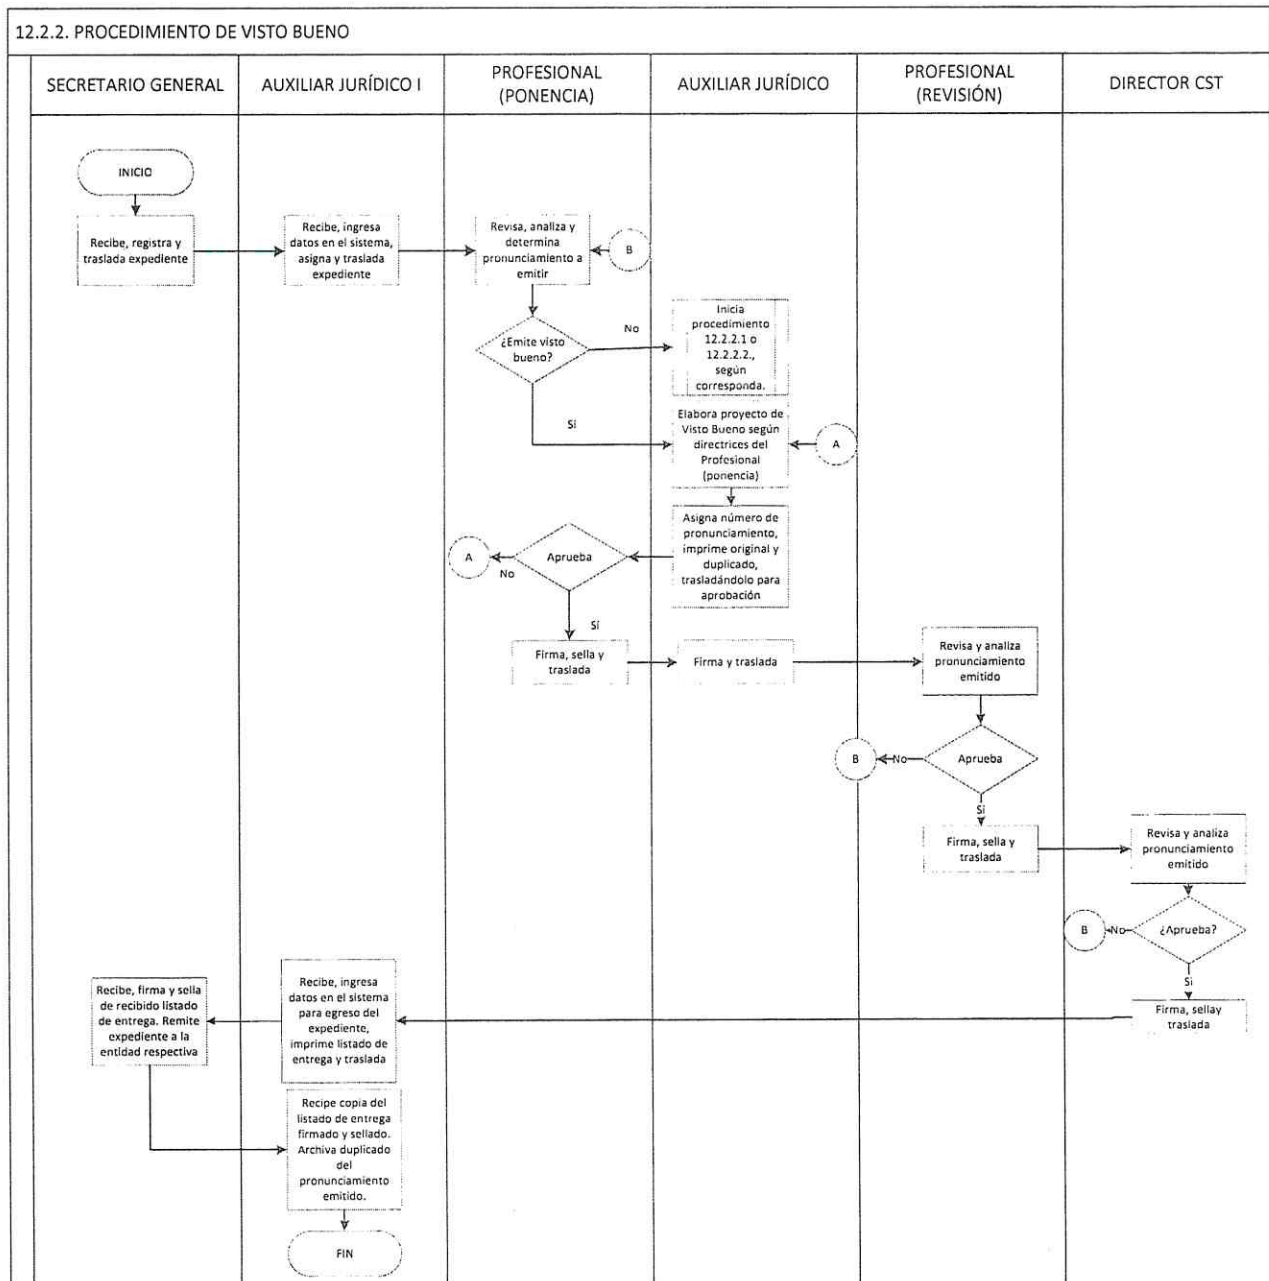 12.2.2. PROCEDIMIENTO DE VISTO BUENO
SECRETARIO GENERAL
AUXILIAR JURÍDICO I
PROFESIONAL
(PONENCIA)
AUXILIAR JURÍDICO
PROFESIONAL
(REVISIÓN)
DIRECTOR CST
INICIO
Recibe, registra y
traslada expediente
Recibe, ingresa
datos en el sistema,
asigna y traslada
expediente
Revisa, analiza y
determina
pronunciamiento a
emitir
B
¿Emite visto
bueno?
No
Inicia
procedimiento
12.2.2.1 o
12.2.2.2.,
según
corresponda.
Sí
Elabora proyecto de
Visto Bueno según
directrices del
Profesional
(ponencia)
A
Asigna número de
pronunciamiento,
imprime original y
duplicado,
trasladándolo para
aprobación
Aprueba
No
A
Sí
Firma, sella y
traslada
Firma y traslada
Revisa y analiza
pronunciamiento
emitido
Aprueba
No
B
Si
Firma, sella y
traslada
Revisa y analiza
pronunciamiento
emitido
¿Aprueba?
No
B
Si
Firma, sellay
traslada
Recibe, ingresa
datos en el sistema
para egreso del
expediente,
imprime listado de
entrega y traslada
Recibe, firma y sella
de recibido listado
de entrega. Remite
expediente a la
entidad respectiva
Recipe copia del
listado de entrega
firmado y sellado.
Archiva duplicado
del
pronunciamiento
emitido.
FIN